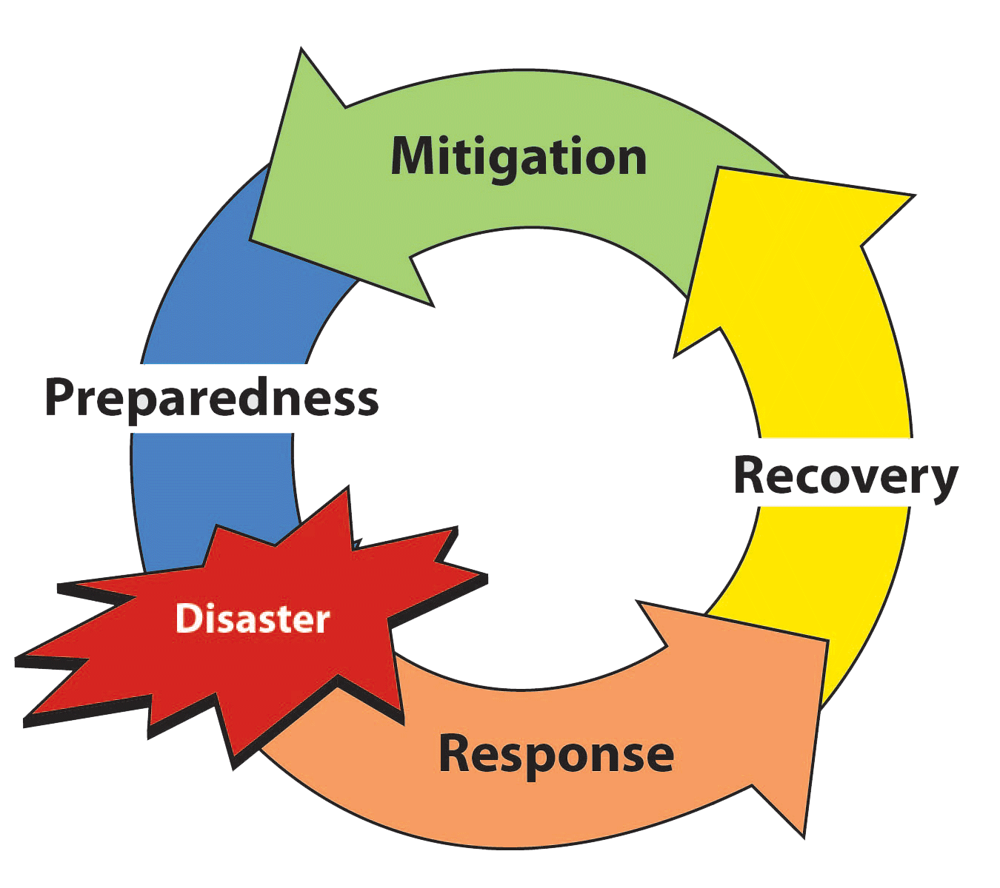 Mitigation
Preparedness
Recovery
Disaster
Response